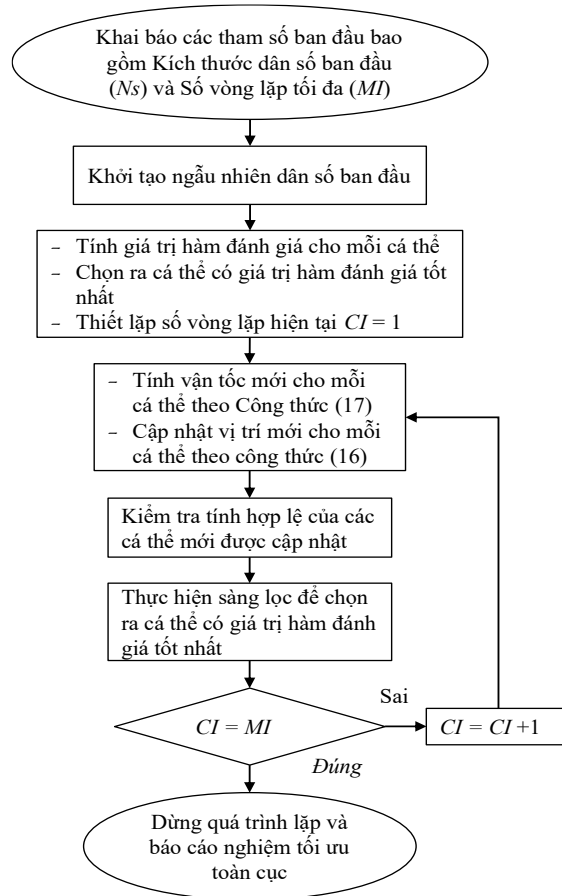 Khai báo các tham số ban đầu bao
gồm Kích thước dân số ban đầu
(Ns) và Số vòng lặp tối đa (MI)
Khởi tạo ngẫu nhiên dân số ban đầu
- Tính giá trị hàm đánh giá cho mỗi cá thể
- Chọn ra cá thể có giá trị hàm đánh giá tốt
nhất
- Thiết lập số vòng lặp hiện tại CI = 1
- Tính vận tốc mới cho mỗi
cá thể theo Công thức (17)
- Cập nhật vị trí mới cho mỗi
cá thể theo công thức (16)
Kiểm tra tính hợp lệ của các
cá thể mới được cập nhật
Thực hiện sàng lọc để chọn
ra cá thể có giá trị hàm đánh
giá tốt nhất
Sai
CI = MI
CI = CI +1
Đúng
Dừng quá trình lặp và
báo cáo nghiệm tối ưu
toàn cục